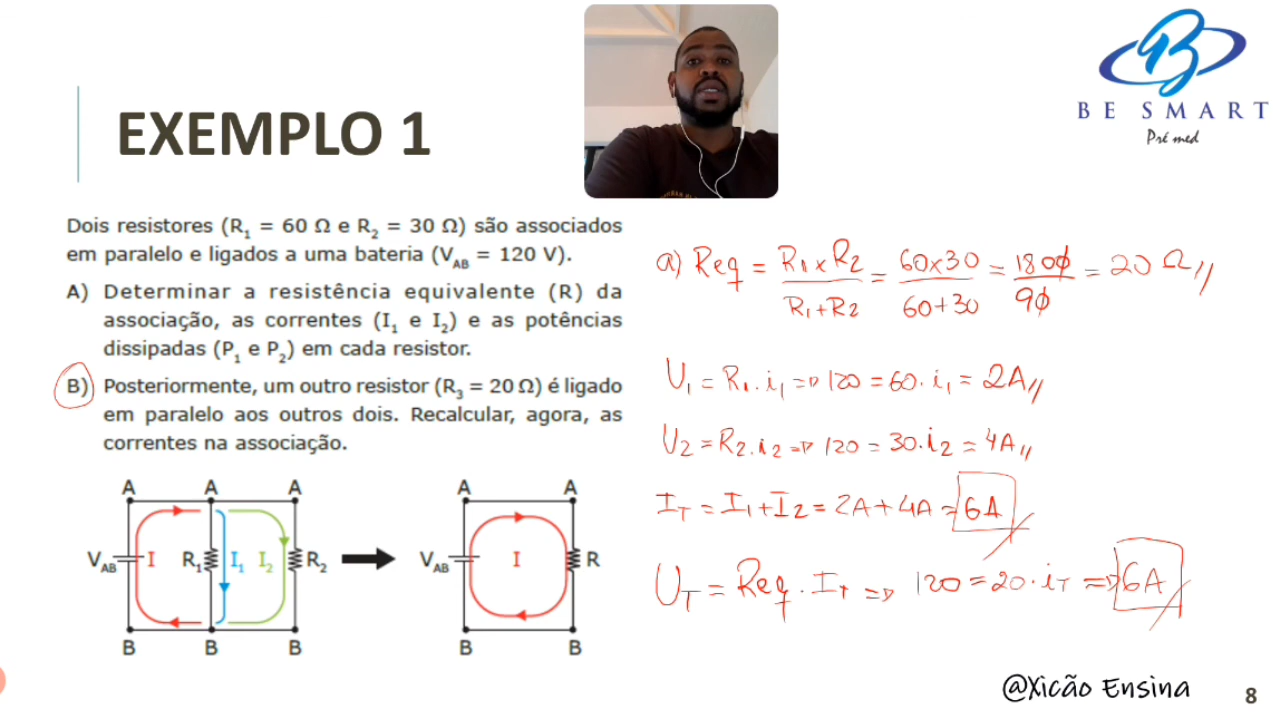 BE SMART
Pré med
EXEMPLO 1
Dois resistores (R₁ = 60 Ω e R₂ = 30 Ω) são associados
em paralelo e ligados a uma bateria (V_AB = 120 V).
A) Determinar a resistência equivalente (R) da
associação, as correntes (I₁ e I₂) e as potências
dissipadas (P₁ e P₂) em cada resistor.
B) Posteriormente, um outro resistor (R₃ = 20 Ω) é ligado
em paralelo aos outros dois. Recalcular, agora, as
correntes na associação.
A A A A A
V_AB I R₁ I₁ I₂ R₂ V_AB I R
B B B B B
a) Req = R₁ x R₂ / R₁ + R₂ = 60x30 / 60+30 = 1800 / 90 = 20 Ω //
U₁ = R₁ . i₁ => 120 = 60 . i₁ = 2A //
U₂ = R₂ . i₂ => 120 = 30 . i₂ = 4A //
I_T = I₁ + I₂ = 2A + 4A = 6A
U_T = Req . I_T => 120 = 20 . i_T => 6A
@Xicão Ensina
8